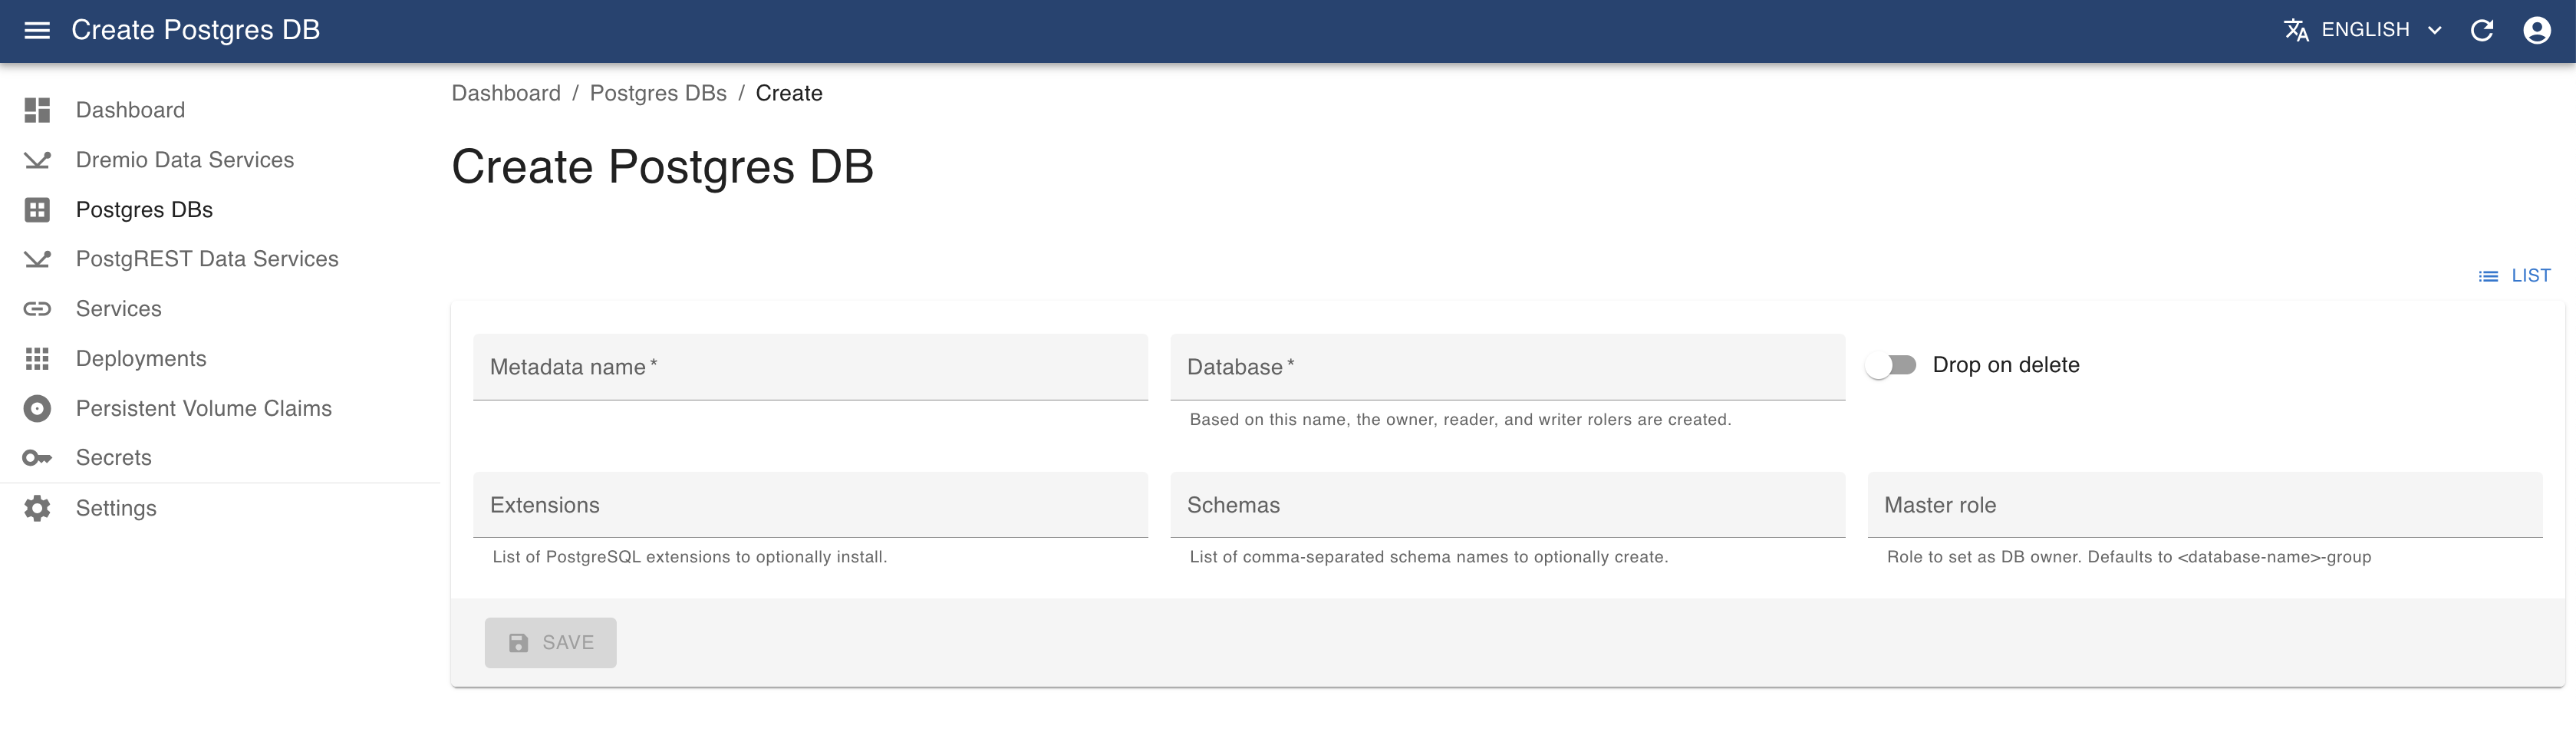 Create Postgres DB
ENGLISH
Dashboard
Dremio Data Services
Postgres DBs
PostgREST Data Services
Services
Deployments
Persistent Volume Claims
Secrets
Settings
Dashboard / Postgres DBs / Create
Create Postgres DB
LIST
Metadata name *
Database *
Based on this name, the owner, reader, and writer rolers are created.
Drop on delete
Extensions
List of PostgreSQL extensions to optionally install.
Schemas
List of comma-separated schema names to optionally create.
Master role
Role to set as DB owner. Defaults to <database-name>-group
SAVE